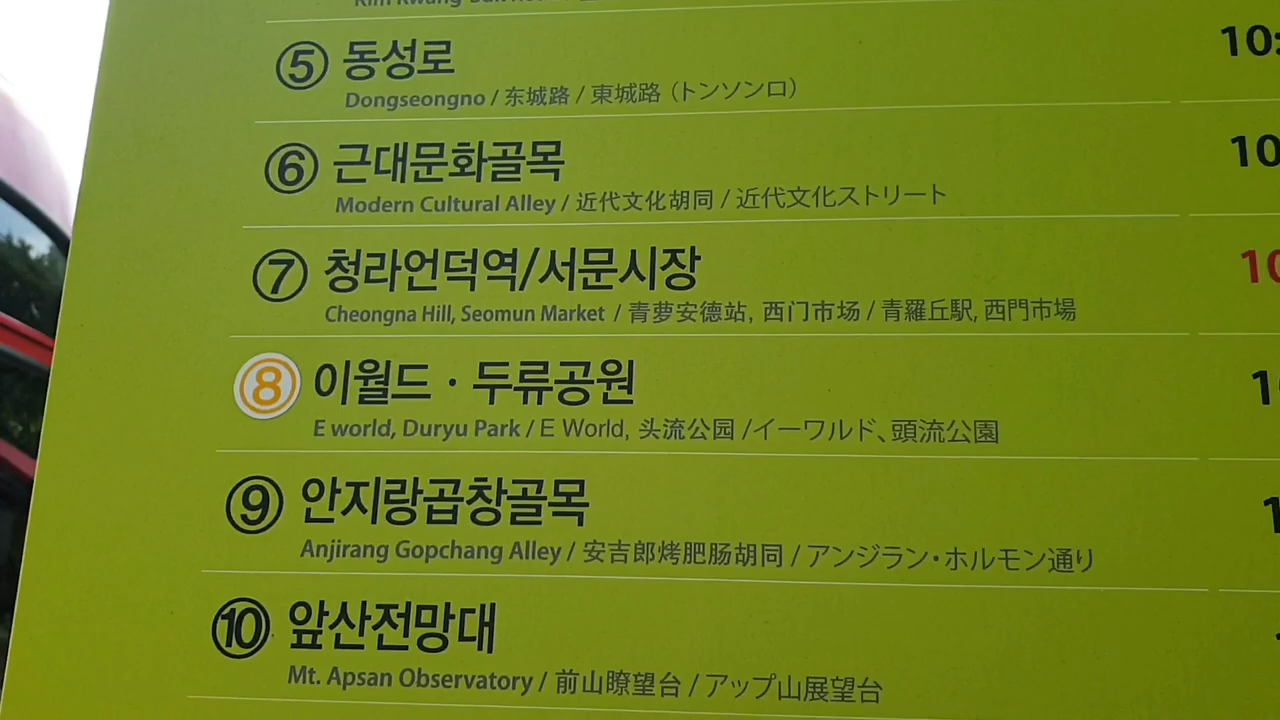 ⑤ 동성로
Dongseongno / 东城路 / 東城路 (トンソンロ)
⑥ 근대문화골목
Modern Cultural Alley / 近代文化胡同 / 近代文化ストリート
⑦ 청라언덕역/서문시장
Cheongna Hill, Seomun Market / 青萝安德站, 西门市场 / 青羅丘駅, 西門市場
⑧ 이월드 · 두류공원
E world, Duryu Park / E World, 头流公园 /イーワルド、頭流公園
⑨ 안지랑곱창골목
Anjirang Gopchang Alley / 安吉郎烤肥肠胡同 / アンジラン・ホルモン通り
⑩ 앞산전망대
Mt. Apsan Observatory / 前山瞭望台 / アップ山展望台